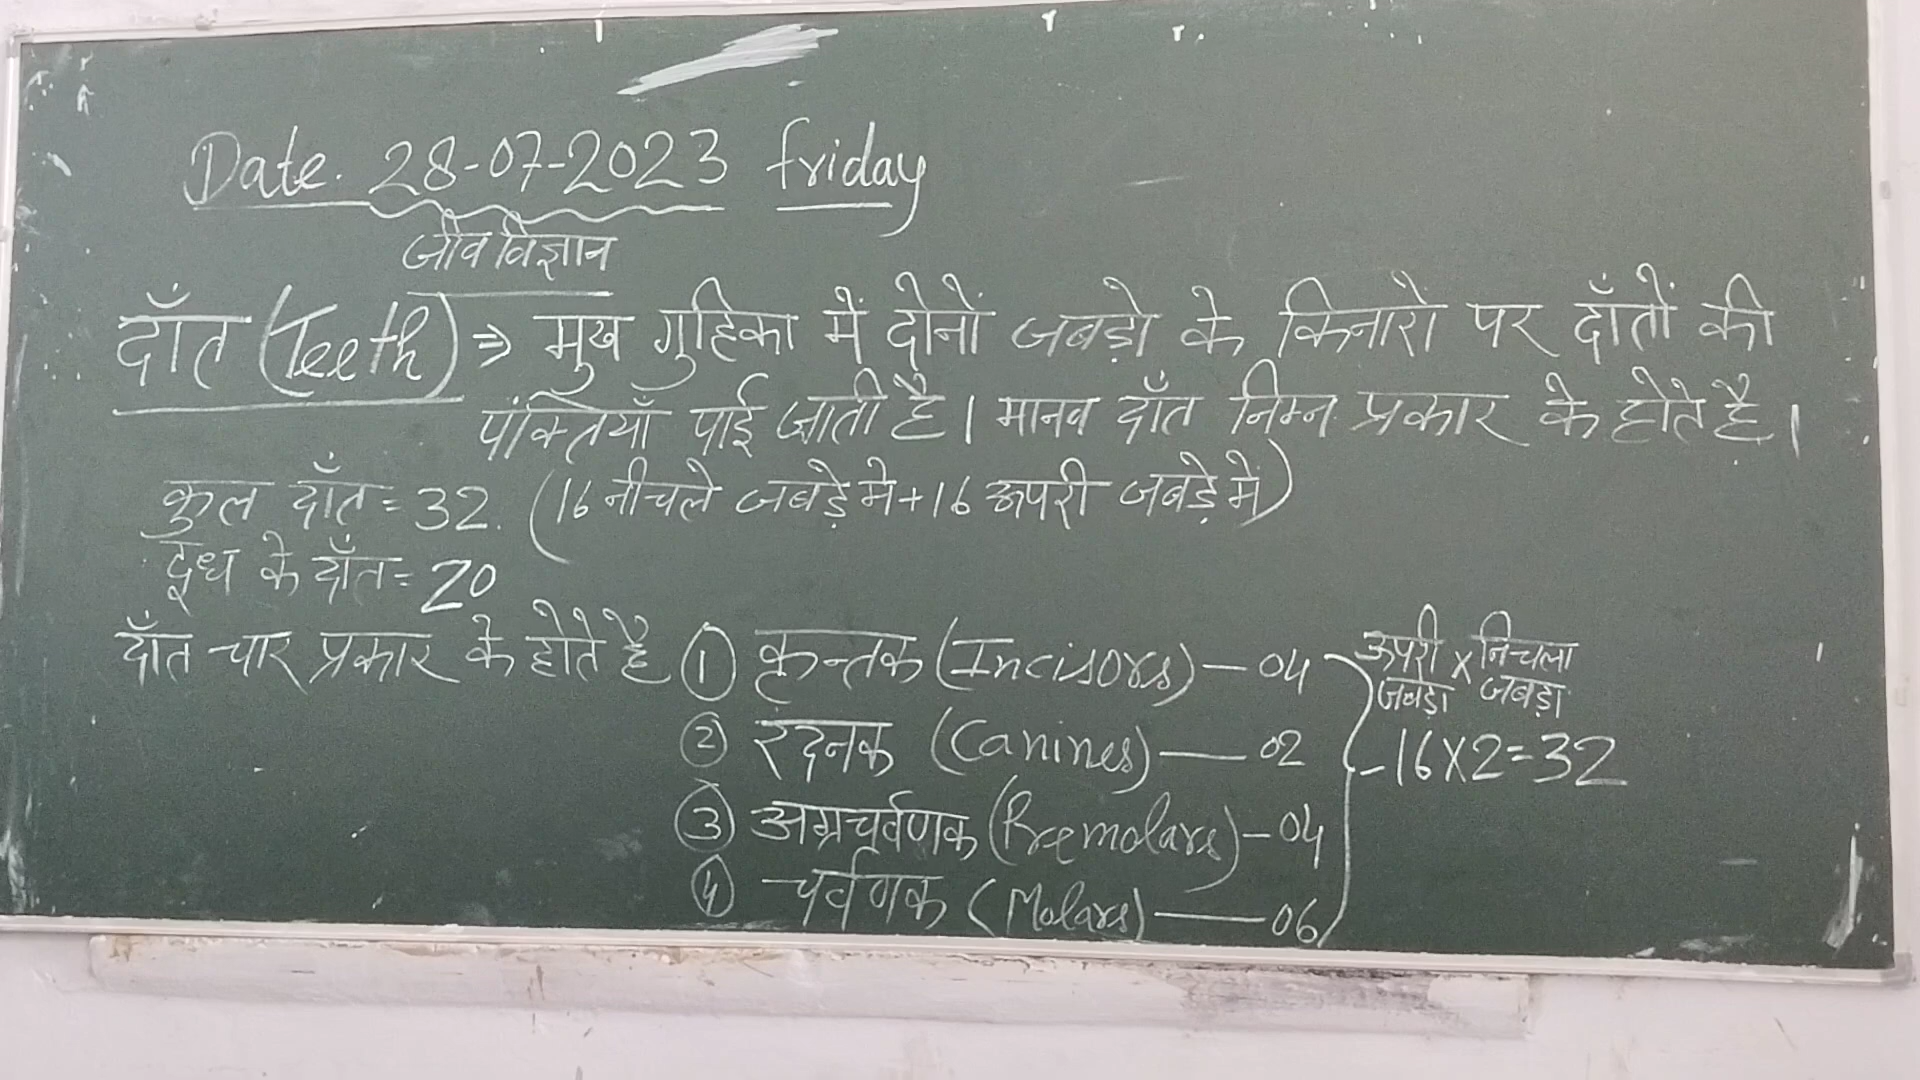 Date. 28-07-2023 friday
जीव विज्ञान
दाँत (Teeth) ⇒ मुख गुहिका में दोनों जबड़ो के किनारों पर दाँतों की
पंक्तियाँ पाई जाती है। मानव दाँत निम्न प्रकार के होते है।
कुल दाँत = 32. (16 नीचले जबड़े मे + 16 ऊपरी जबड़े मे)
दूध के दाँत = 20
दाँत चार प्रकार के होते है ① कृन्तक (Incisors) – 04
② रदनक (Canines) — 02
③ अग्रचर्वणक (Premolars) – 04
④ चर्वणक (Molars) — 06
ऊपरी जबड़ा x निचला जबड़ा
- 16 x 2 = 32